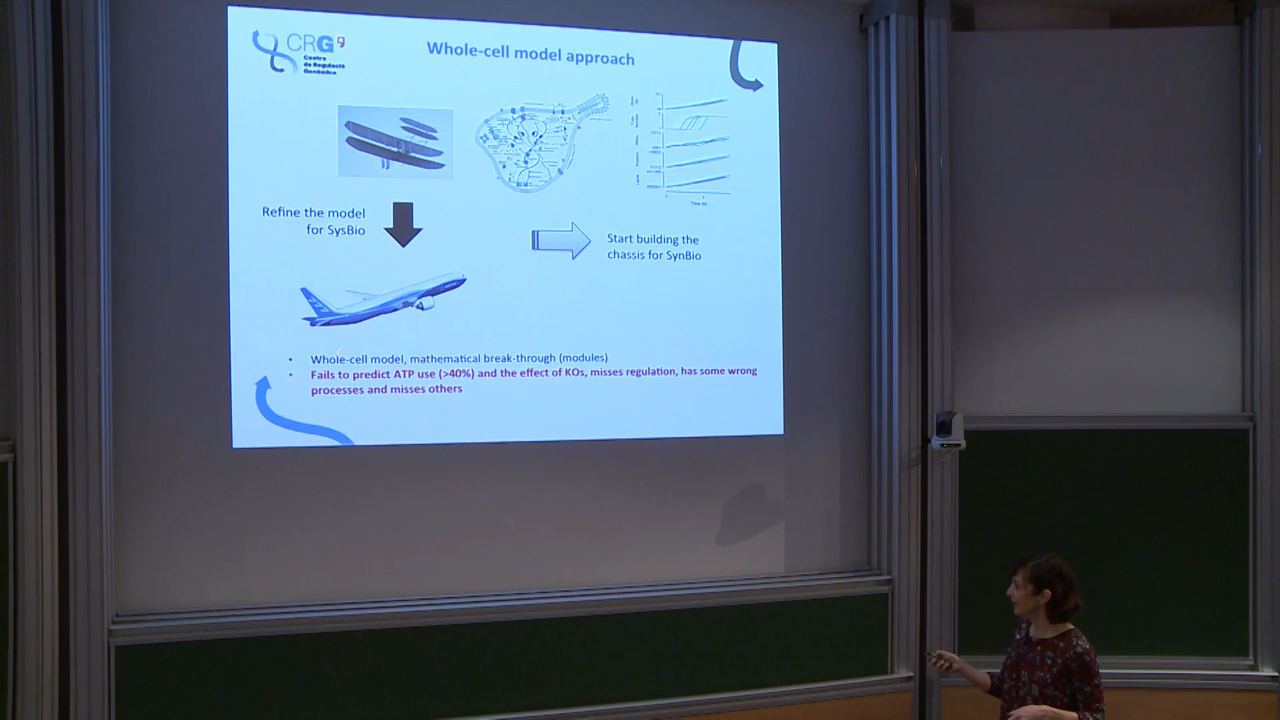 CRG
Centre
de Regulació
Genòmica
Whole-cell model approach
Refine the model
for SysBio
Start building the
chassis for SynBio
• Whole-cell model, mathematical break-through (modules)
• Fails to predict ATP use (>40%) and the effect of KOs, misses regulation, has some wrong
processes and misses others